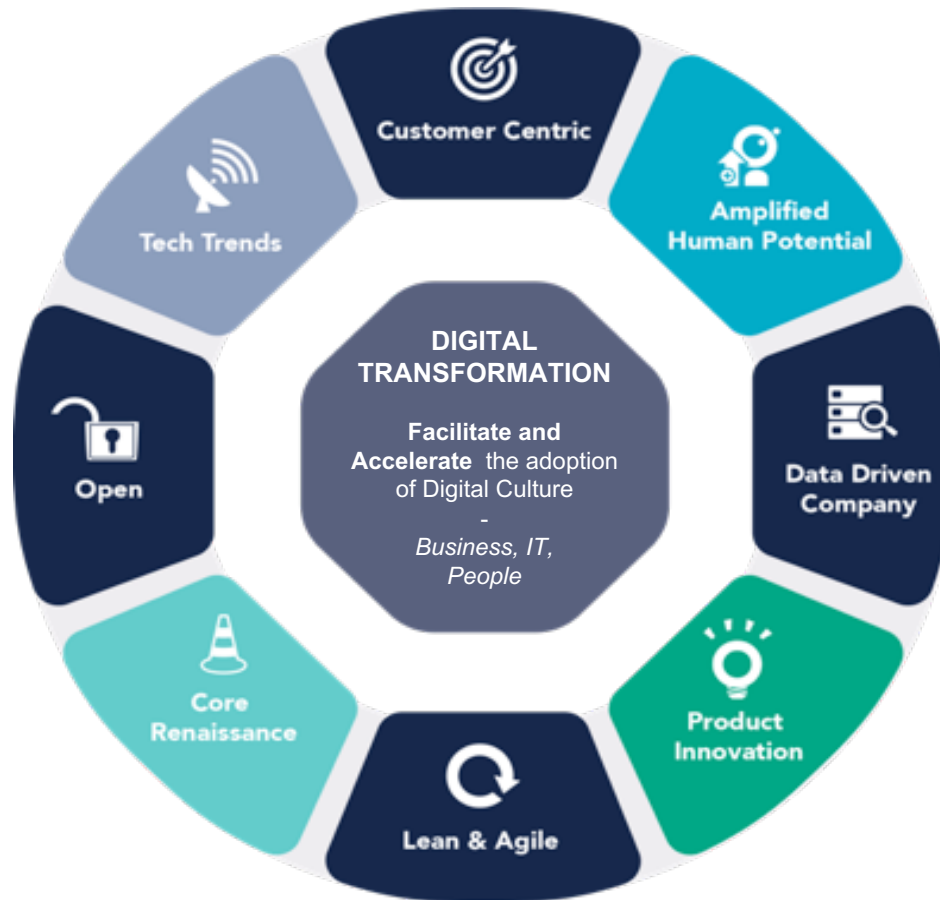 Customer Centric
Amplified
Human Potential
Data Driven
Company
Product
Innovation
Lean & Agile
Core
Renaissance
Open
Tech Trends
DIGITAL
TRANSFORMATION
Facilitate and
Accelerate the adoption
of Digital Culture
-
Business, IT,
People